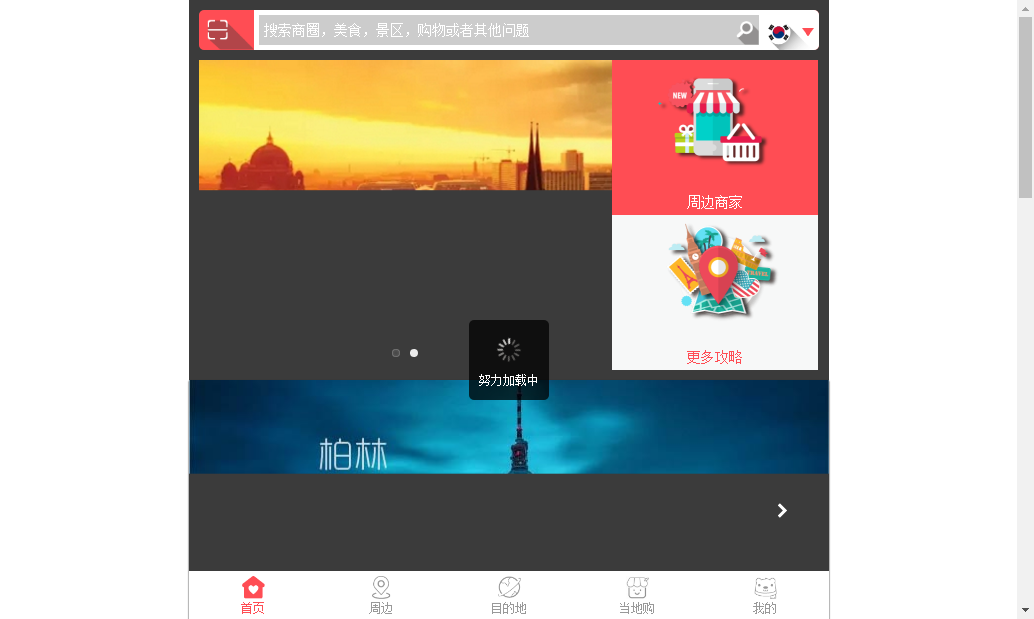 搜索商圈，美食，景区，购物或者其他问题
NEW
周边商家
更多攻略
努力加载中
柏林
首页
周边
目的地
当地购
我的